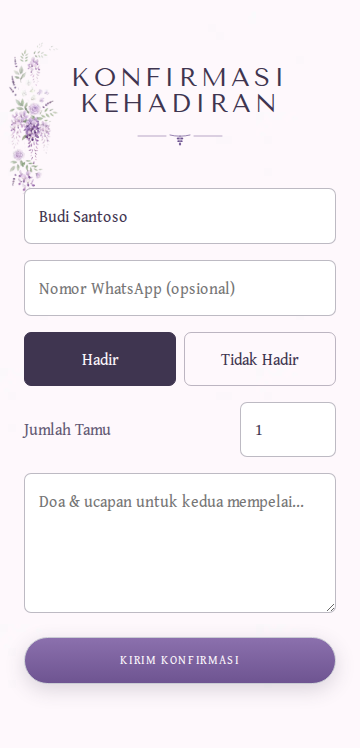 KONFIRMASI
KEHADIRAN
Budi Santoso
Nomor WhatsApp (opsional)
Hadir
Tidak Hadir
Jumlah Tamu
1
Doa & ucapan untuk kedua mempelai...
KIRIM KONFIRMASI